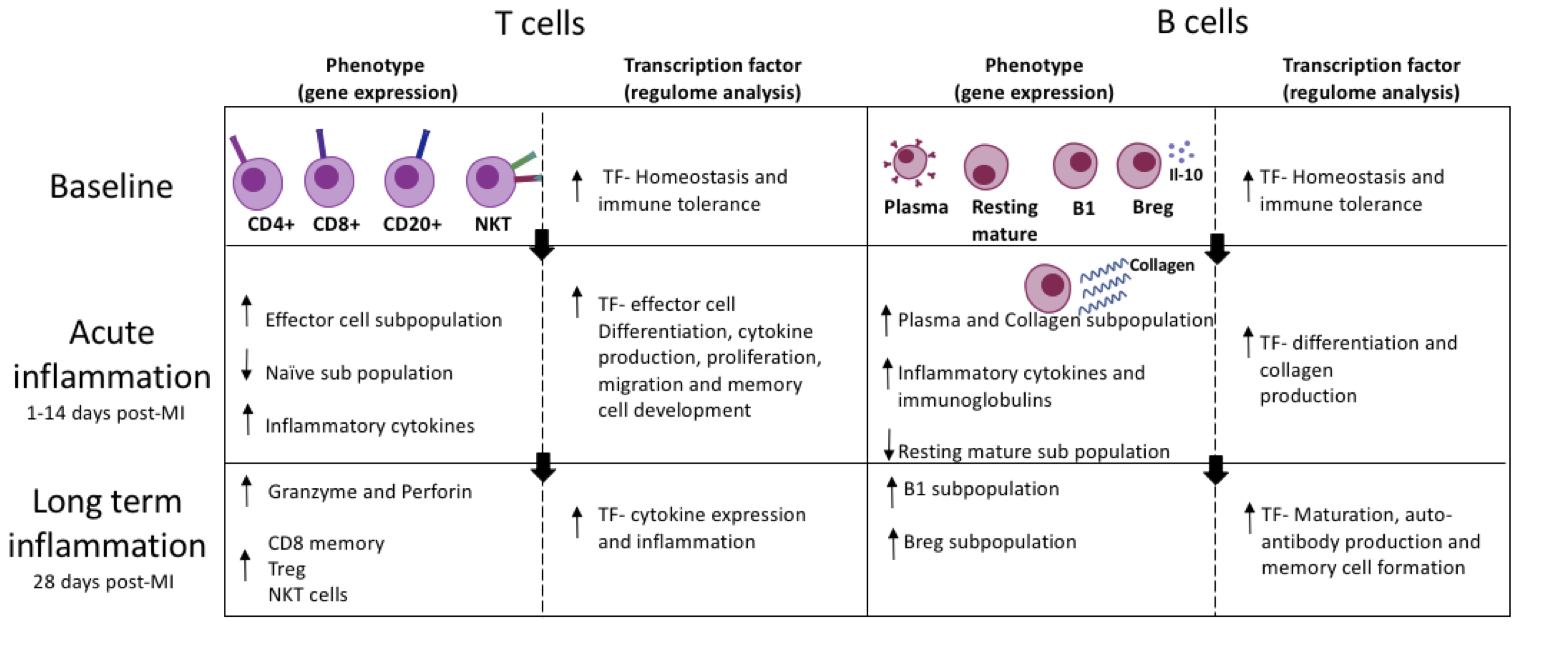 T cells
B cells
Phenotype
(gene expression)
Transcription factor
(regulome analysis)
Phenotype
(gene expression)
Transcription factor
(regulome analysis)
Baseline
CD4+
CD8+
CD20+
NKT
TF- Homeostasis and
immune tolerance
Plasma
Resting
mature
B1
Breg
Il-10
TF- Homeostasis and
immune tolerance
Acute
inflammation
1-14 days post-MI
Effector cell subpopulation
Naïve sub population
Inflammatory cytokines
TF- effector cell
Differentiation, cytokine
production, proliferation,
migration and memory
cell development
Collagen
Plasma and Collagen subpopulation
Inflammatory cytokines and
immunoglobulins
Resting mature sub population
TF- differentiation and
collagen
production
Long term
inflammation
28 days post-MI
Granzyme and Perforin
CD8 memory
Treg
NKT cells
TF- cytokine expression
and inflammation
B1 subpopulation
Breg subpopulation
TF- Maturation, auto-
antibody production and
memory cell formation